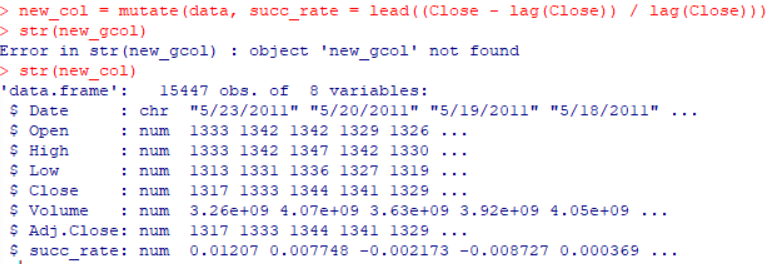 > new_col = mutate(data, succ_rate = lead((Close - lag(Close)) / lag(Close)))
> str(new_gcol)
Error in str(new_gcol) : object 'new_gcol' not found
> str(new_col)
'data.frame':   15447 obs. of  8 variables:
 $ Date     : chr  "5/23/2011" "5/20/2011" "5/19/2011" "5/18/2011" ...
 $ Open     : num  1333 1342 1342 1329 1326 ...
 $ High     : num  1333 1342 1347 1342 1330 ...
 $ Low      : num  1313 1331 1336 1327 1319 ...
 $ Close    : num  1317 1333 1344 1341 1329 ...
 $ Volume   : num  3.26e+09 4.07e+09 3.63e+09 3.92e+09 4.05e+09 ...
 $ Adj.Close: num  1317 1333 1344 1341 1329 ...
 $ succ_rate: num  0.01207 0.007748 -0.002173 -0.008727 0.000369 ...